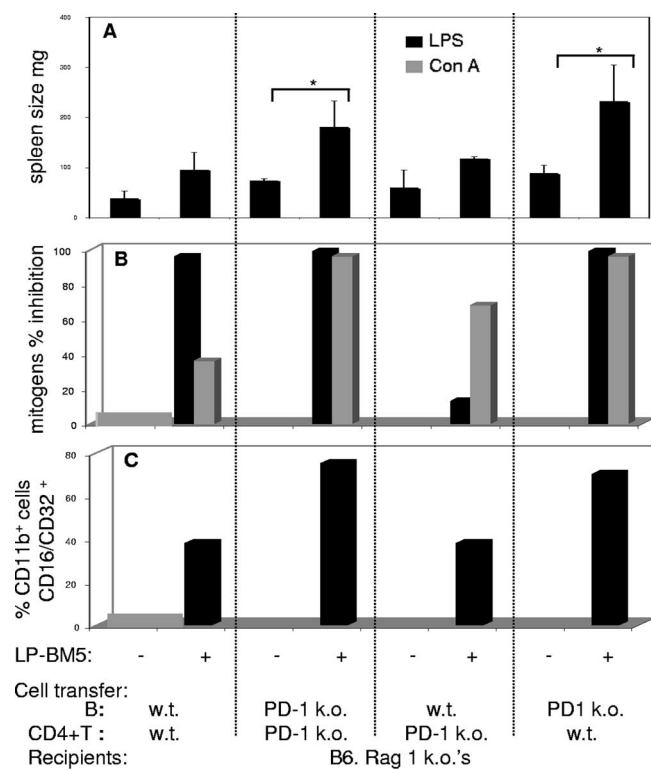 A
LPS
Con A
*
*
spleen size mg
400
300
200
100
0
B
mitogens % inhibition
100
80
60
40
20
0
C
% CD11b+ cells
CD16/CD32 +
80
60
40
20
0
LP-BM5: - + - + - + - +
Cell transfer:
B: w.t. PD-1 k.o. w.t. PD1 k.o.
CD4+T : w.t. PD-1 k.o. PD-1 k.o. w.t.
Recipients: B6. Rag 1 k.o.'s